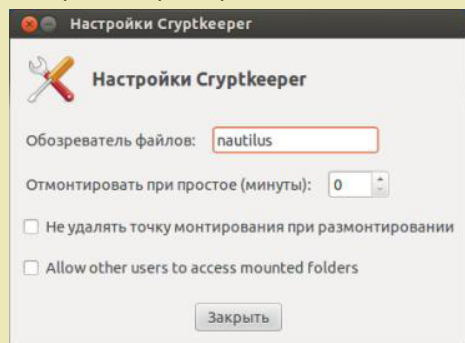 Настройки Cryptkeeper
Настройки Cryptkeeper
Обозреватель файлов: nautilus
Отмонтировать при простое (минуты): 0
Не удалять точку монтирования при размонтировании
Allow other users to access mounted folders
Закрыть